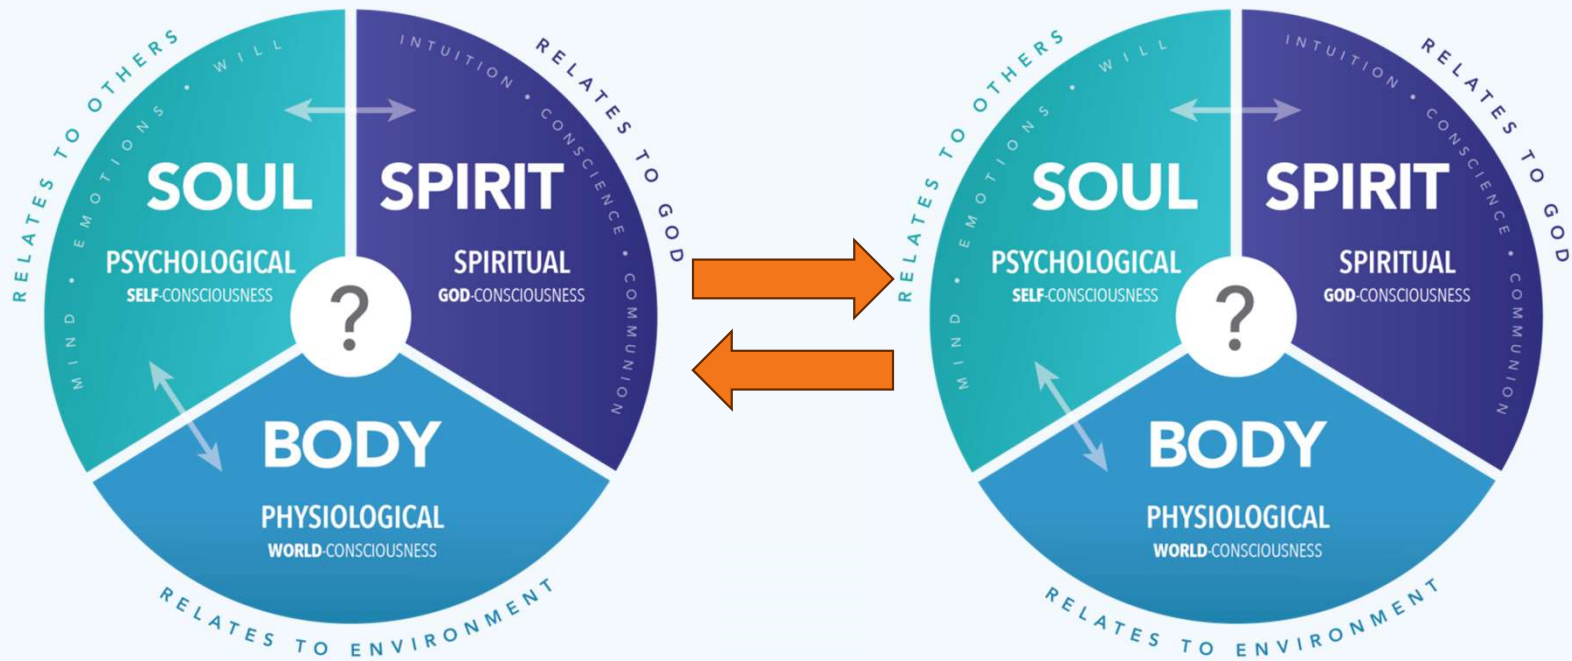 RELATES TO OTHERS
MIND • EMOTIONS • WILL
SOUL
PSYCHOLOGICAL
SELF-CONSCIOUSNESS
RELATES TO GOD
INTUITION • CONSCIENCE • COMMUNION
SPIRIT
SPIRITUAL
GOD-CONSCIOUSNESS
?
BODY
PHYSIOLOGICAL
WORLD-CONSCIOUSNESS
RELATES TO ENVIRONMENT
RELATES TO OTHERS
MIND • EMOTIONS • WILL
SOUL
PSYCHOLOGICAL
SELF-CONSCIOUSNESS
RELATES TO GOD
INTUITION • CONSCIENCE • COMMUNION
SPIRIT
SPIRITUAL
GOD-CONSCIOUSNESS
?
BODY
PHYSIOLOGICAL
WORLD-CONSCIOUSNESS
RELATES TO ENVIRONMENT